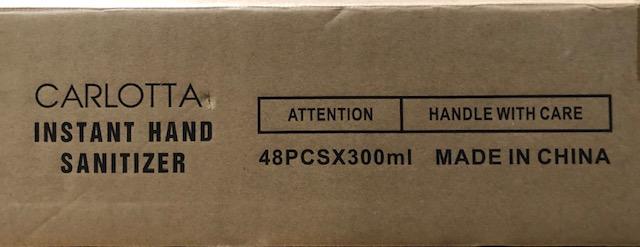 CARLOTTA
INSTANT HAND
SANITIZER
ATTENTION HANDLE WITH CARE
48PCSX300ml MADE IN CHINA